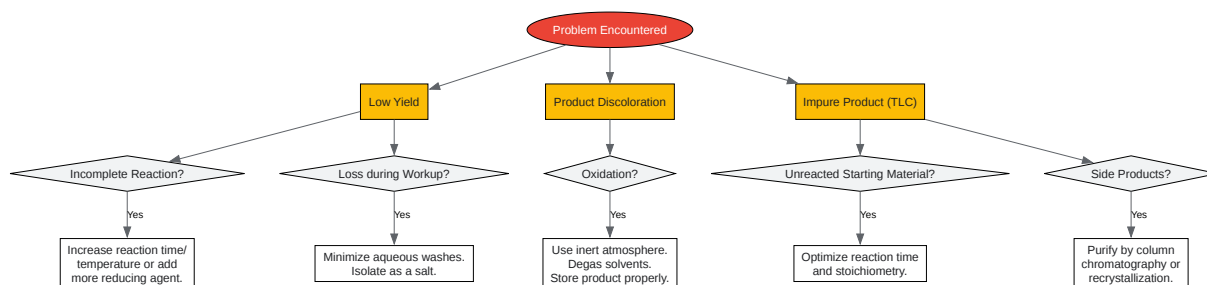 Problem Encountered
Low Yield
Product Discoloration
Impure Product (TLC)
Incomplete Reaction?
Loss during Workup?
Oxidation?
Unreacted Starting Material?
Side Products?
Yes
Yes
Yes
Yes
Yes
Increase reaction time/
temperature or add
more reducing agent.
Minimize aqueous washes.
Isolate as a salt.
Use inert atmosphere.
Degas solvents.
Store product properly.
Optimize reaction time
and stoichiometry.
Purify by column
chromatography or
recrystallization.